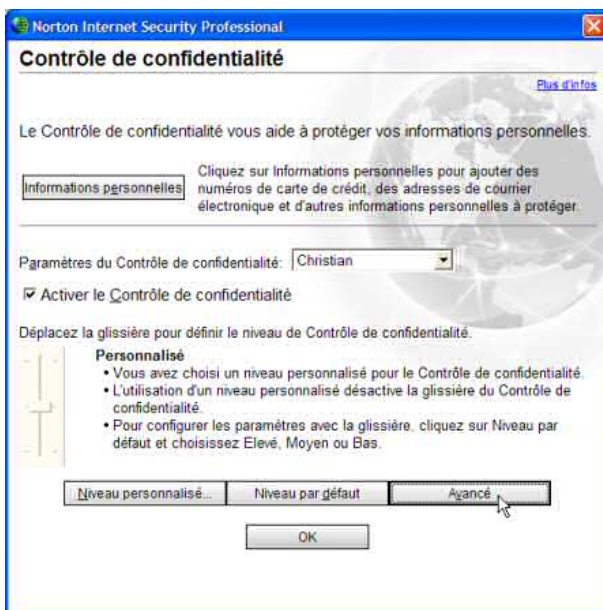 Norton Internet Security Professional
Contrôle de confidentialité
Plus d'infos
Le Contrôle de confidentialité vous aide à protéger vos informations personnelles.
Informations personnelles
Cliquez sur Informations personnelles pour ajouter des
numéros de carte de crédit, des adresses de courrier
électronique et d'autres informations personnelles à protéger.
Paramètres du Contrôle de confidentialité:
Christian
Activer le Contrôle de confidentialité
Déplacez la glissière pour définir le niveau de Contrôle de confidentialité.
Personnalisé
• Vous avez choisi un niveau personnalisé pour le Contrôle de confidentialité.
• L'utilisation d'un niveau personnalisé désactive la glissière du Contrôle de
confidentialité.
• Pour configurer les paramètres avec la glissière, cliquez sur Niveau par
défaut et choisissez Elevé, Moyen ou Bas.
Niveau personnalisé...
Niveau par défaut
Avancé
OK